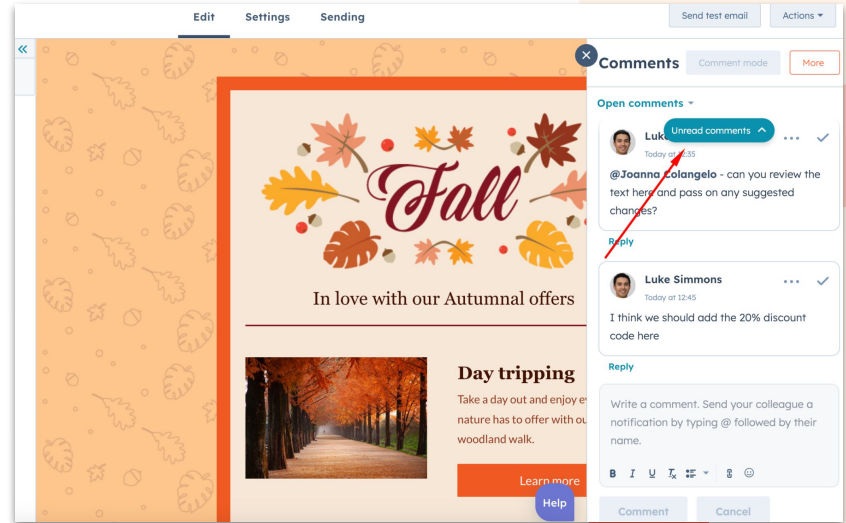 Edit Settings Sending
Send test email Actions
Comments Comment mode More
Open comments
Unread comments
Today at 12:35
@Joanna Colangelo - can you review the
text here and pass on any suggested
changes?
Reply
Luke Simmons
Today at 12:45
I think we should add the 20% discount
code here
Reply
Write a comment. Send your colleague a
notification by typing @ followed by their
name.
B I U Tx
Comment Cancel
Fall
In love with our Autumnal offers
Day tripping
Take a day out and enjoy
nature has to offer with
woodland walk.
Learn more
Help